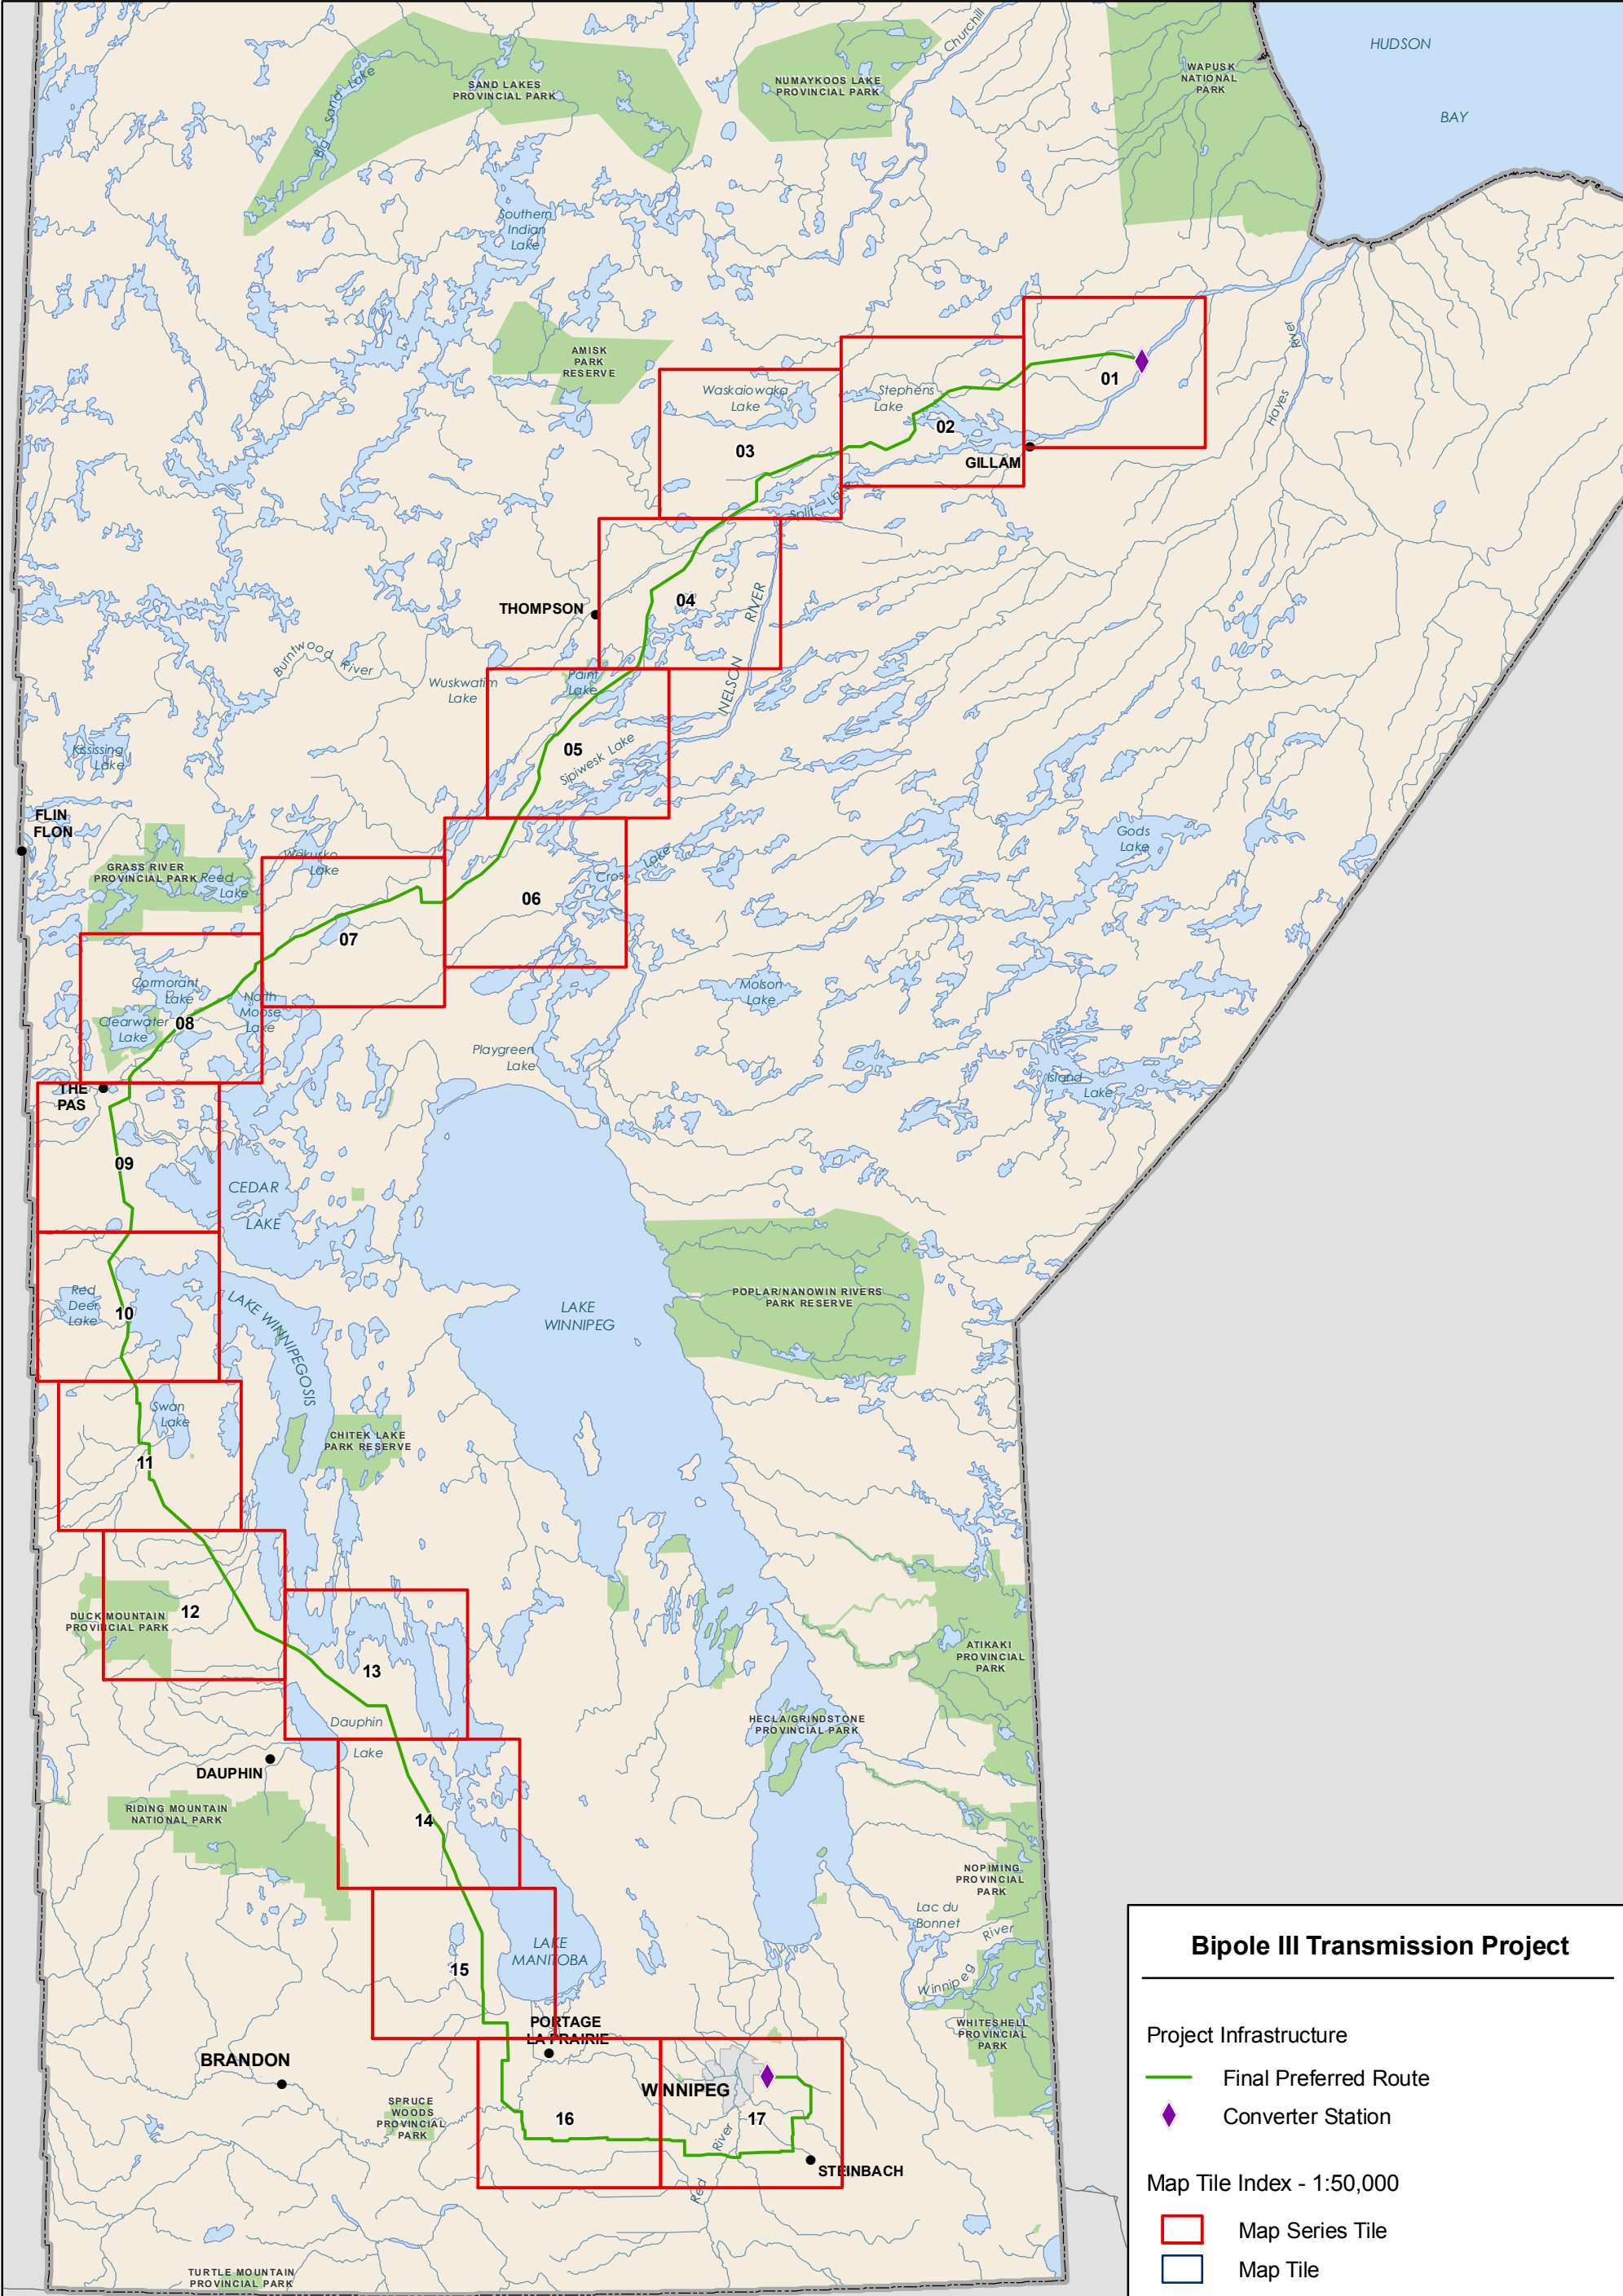 HUDSON
BAY
Churchill
WAPUSK
NATIONAL
PARK
SAND LAKES
PROVINCIAL PARK
Big Sand Lake
NUMAYKOOS LAKE
PROVINCIAL PARK
Southern
Indian
Lake
AMISK
PARK
RESERVE
Hayes River
01
Waskaiowaka
Lake
Stephens
Lake
02
03
GILLAM
Split Lake
THOMPSON
04
NELSON RIVER
Burntwood River
Wuskwatim
Lake
Paint
Lake
05
Sipiwesk Lake
Kississing
Lake
FLIN
FLON
GRASS RIVER
PROVINCIAL PARK
Reed
Lake
Wekusko
Lake
Cross Lake
06
07
Gods
Lake
Cormorant
Lake
North
Moose
Lake
Clearwater
Lake
08
Molson
Lake
Playgreen
Lake
Island
Lake
THE
PAS
09
CEDAR
LAKE
Red
Deer
Lake
10
LAKE WINNIPEGOSIS
LAKE
WINNIPEG
POPLAR/NANOWIN RIVERS
PARK RESERVE
Swan
Lake
11
CHITEK LAKE
PARK RESERVE
12
DUCK MOUNTAIN
PROVINCIAL PARK
13
ATIKAKI
PROVINCIAL
PARK
Dauphin
Lake
HECLA/GRINDSTONE
PROVINCIAL PARK
DAUPHIN
RIDING MOUNTAIN
NATIONAL PARK
14
NOPIMING
PROVINCIAL
PARK
Lac du
Bonnet
Winnipeg River
LAKE
MANITOBA
15
PORTAGE
LA PRAIRIE
WHITESHELL
PROVINCIAL
PARK
BRANDON
WINNIPEG
SPRUCE
WOODS
PROVINCIAL
PARK
16
17
Red River
STEINBACH
TURTLE MOUNTAIN
PROVINCIAL PARK
Bipole III Transmission Project
Project Infrastructure
Final Preferred Route
Converter Station
Map Tile Index - 1:50,000
Map Series Tile
Map Tile